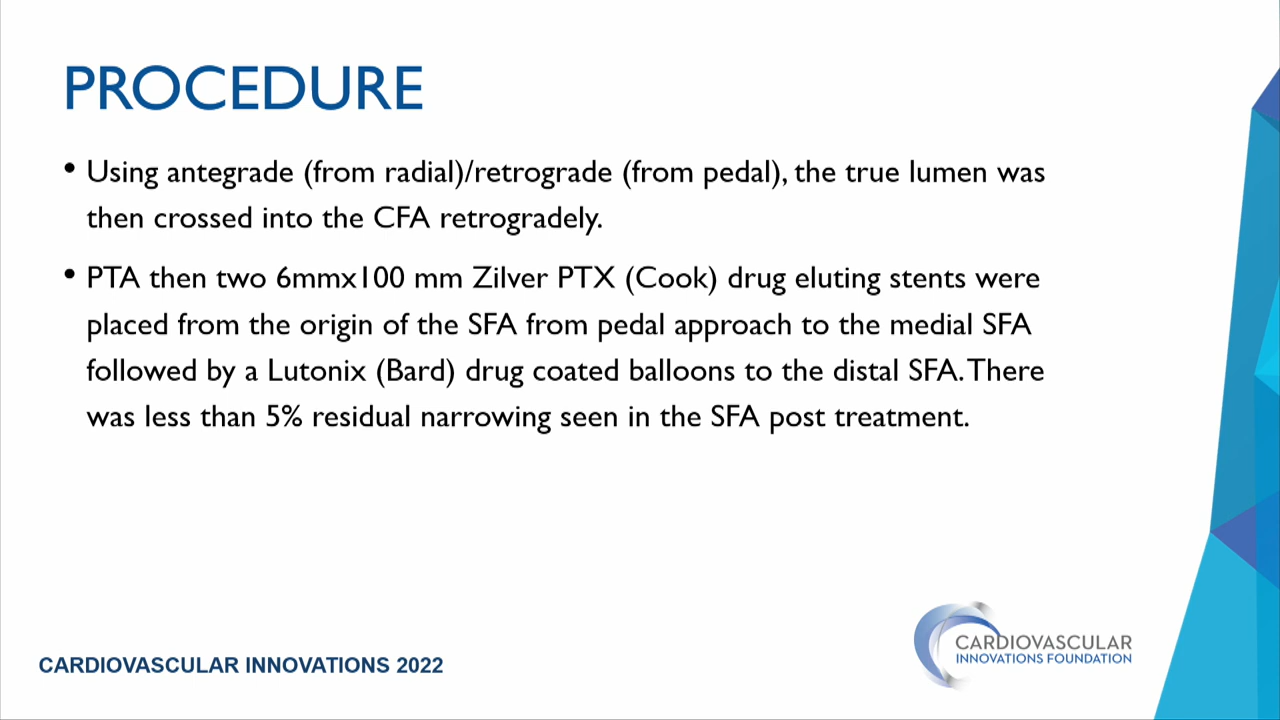 PROCEDURE
• Using antegrade (from radial)/retrograde (from pedal), the true lumen was
then crossed into the CFA retrogradely.
• PTA then two 6mmx100 mm Zilver PTX (Cook) drug eluting stents were
placed from the origin of the SFA from pedal approach to the medial SFA
followed by a Lutonix (Bard) drug coated balloons to the distal SFA. There
was less than 5% residual narrowing seen in the SFA post treatment.
CARDIOVASCULAR
INNOVATIONS FOUNDATION
CARDIOVASCULAR INNOVATIONS 2022